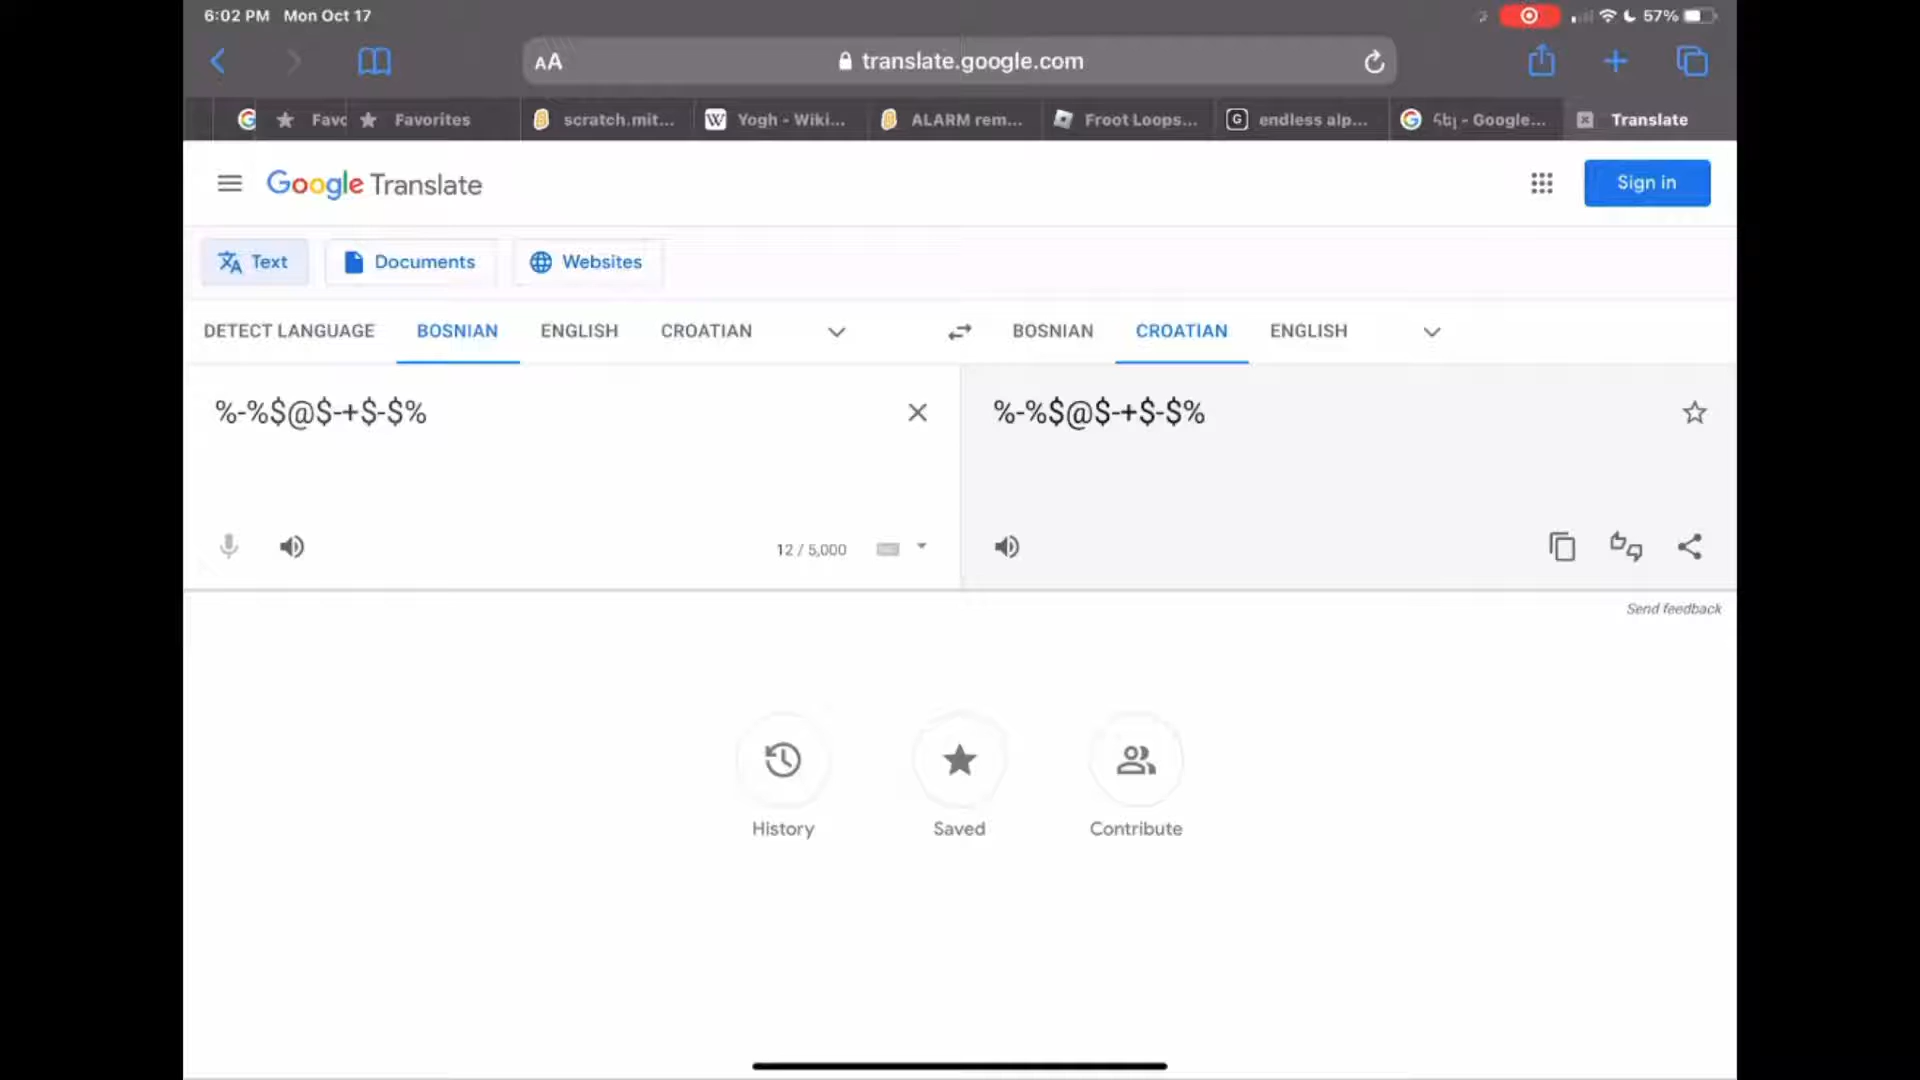 6:02 PM Mon Oct 17
57%
AA translate.google.com
Favc Favorites scratch.mit... Yogh - Wiki... ALARM rem... Froot Loops... endless alp... - Google... Translate
Google Translate
Sign in
Text Documents Websites
DETECT LANGUAGE BOSNIAN ENGLISH CROATIAN BOSNIAN CROATIAN ENGLISH
%-%$@$-+$-$% %-%$@$-+$-$%
12 / 5,000
Send feedback
History Saved Contribute